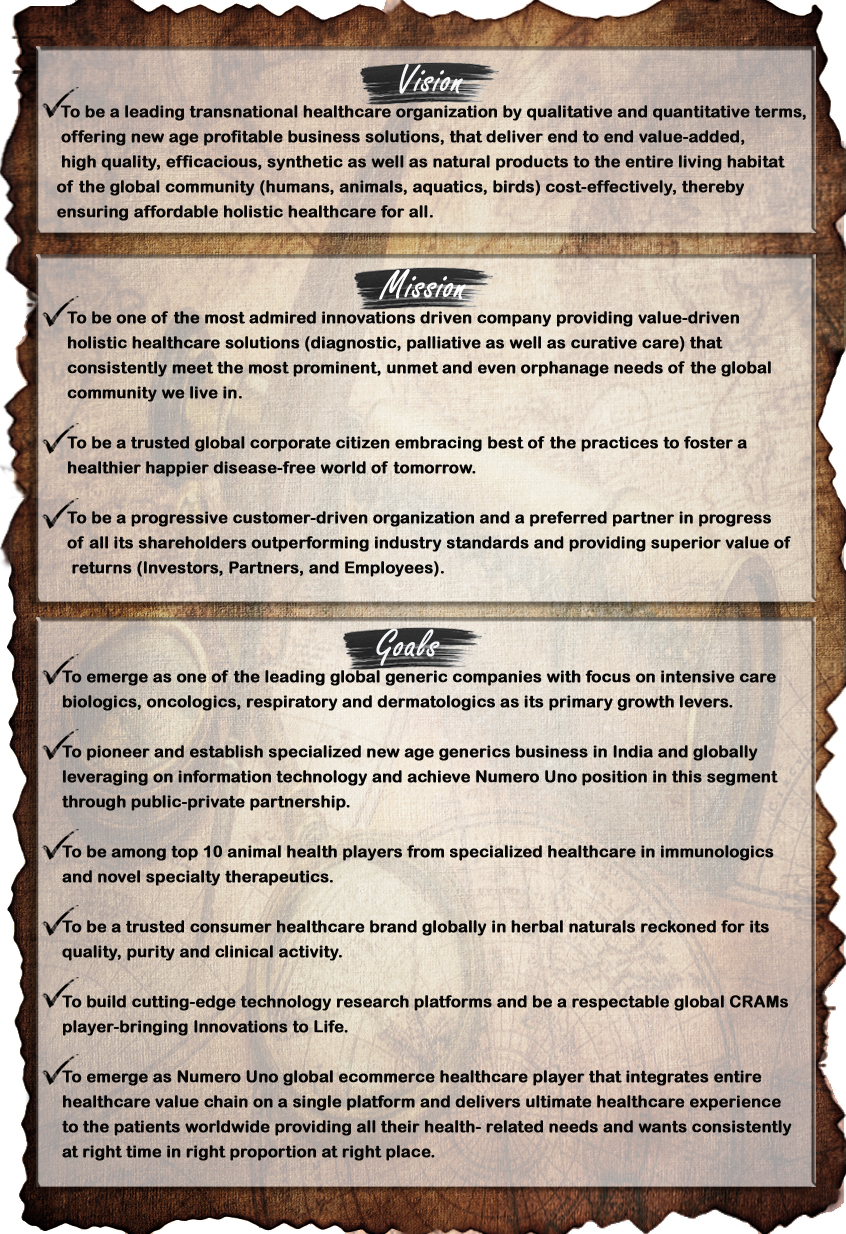 Vision
To be a leading transnational healthcare organization by qualitative and quantitative terms,
offering new age profitable business solutions, that deliver end to end value-added,
high quality, efficacious, synthetic as well as natural products to the entire living habitat
of the global community (humans, animals, aquatics, birds) cost-effectively, thereby
ensuring affordable holistic healthcare for all.
Mission
To be one of the most admired innovations driven company providing value-driven
holistic healthcare solutions (diagnostic, palliative as well as curative care) that
consistently meet the most prominent, unmet and even orphanage needs of the global
community we live in.
To be a trusted global corporate citizen embracing best of the practices to foster a
healthier happier disease-free world of tomorrow.
To be a progressive customer-driven organization and a preferred partner in progress
of all its shareholders outperforming industry standards and providing superior value of
returns (Investors, Partners, and Employees).
Goals
To emerge as one of the leading global generic companies with focus on intensive care
biologics, oncologics, respiratory and dermatologics as its primary growth levers.
To pioneer and establish specialized new age generics business in India and globally
leveraging on information technology and achieve Numero Uno position in this segment
through public-private partnership.
To be among top 10 animal health players from specialized healthcare in immunologics
and novel specialty therapeutics.
To be a trusted consumer healthcare brand globally in herbal naturals reckoned for its
quality, purity and clinical activity.
To build cutting-edge technology research platforms and be a respectable global CRAMs
player-bringing Innovations to Life.
To emerge as Numero Uno global ecommerce healthcare player that integrates entire
healthcare value chain on a single platform and delivers ultimate healthcare experience
to the patients worldwide providing all their health- related needs and wants consistently
at right time in right proportion at right place.